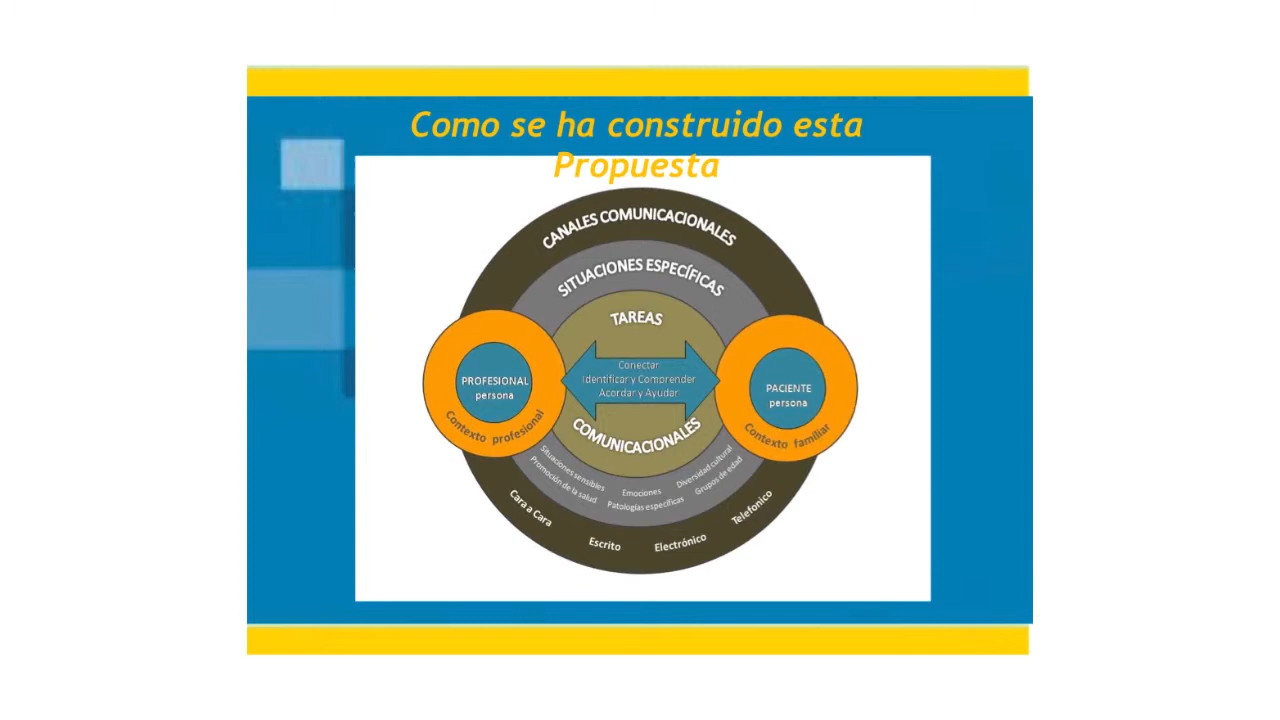 Como se ha construido esta
Propuesta
CANALES COMUNICACIONALES
SITUACIONES ESPECÍFICAS
TAREAS
Conectar
Identificar y Comprender
Acordar y Ayudar
PROFESIONAL
persona
Contexto profesional
PACIENTE
persona
Contexto familiar
COMUNICACIONALES
Situaciones sensibles
Promoción de la salud
Emociones
Patologías específicas
Diversidad cultural
Grupos de edad
Cara a Cara
Escrito
Electrónico
Telefonico